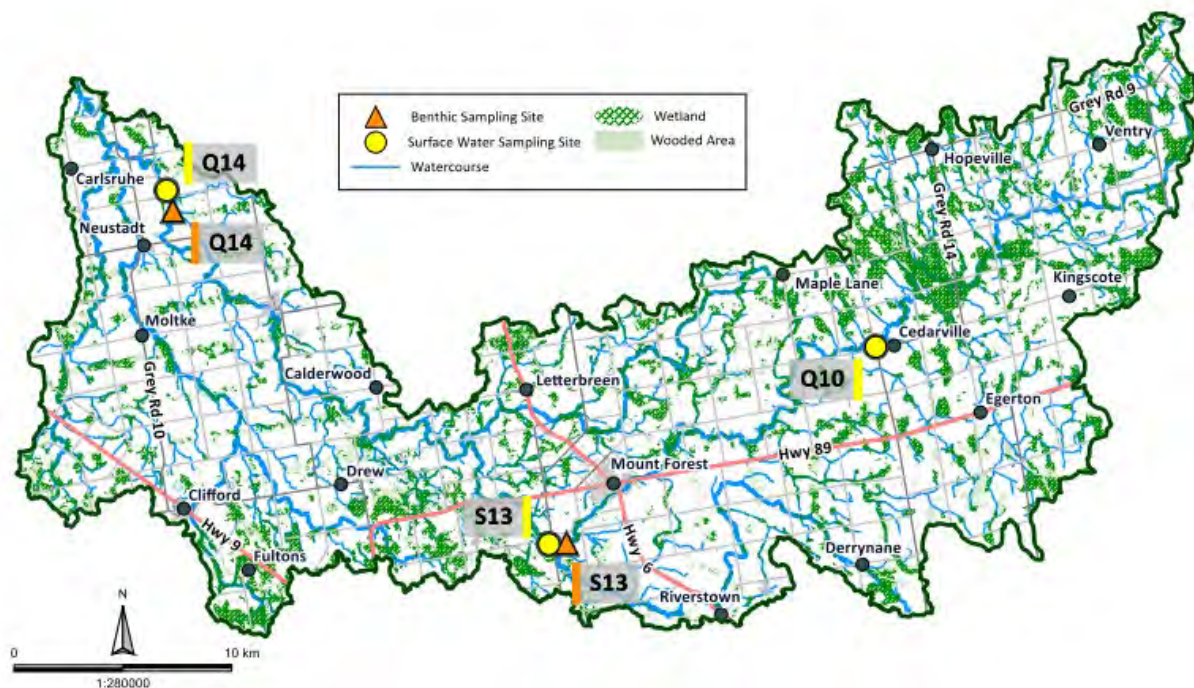 Benthic Sampling Site
Surface Water Sampling Site
Watercourse
Wetland
Wooded Area
Grey Rd 9
Ventry
Hopeville
Grey Rd 14
Kingscote
Carlsruhe
Q14
Neustadt
Q14
Maple Lane
Cedarville
Q10
Moltke
Grey Rd 10
Calderwood
Letterbreen
Egerton
Hwy 89
Mount Forest
Drew
Clifford
S13
Hwy 9
Fultons
Hwy 6
Derrynane
S13
Riverstown
N
0 10 km
1:280000